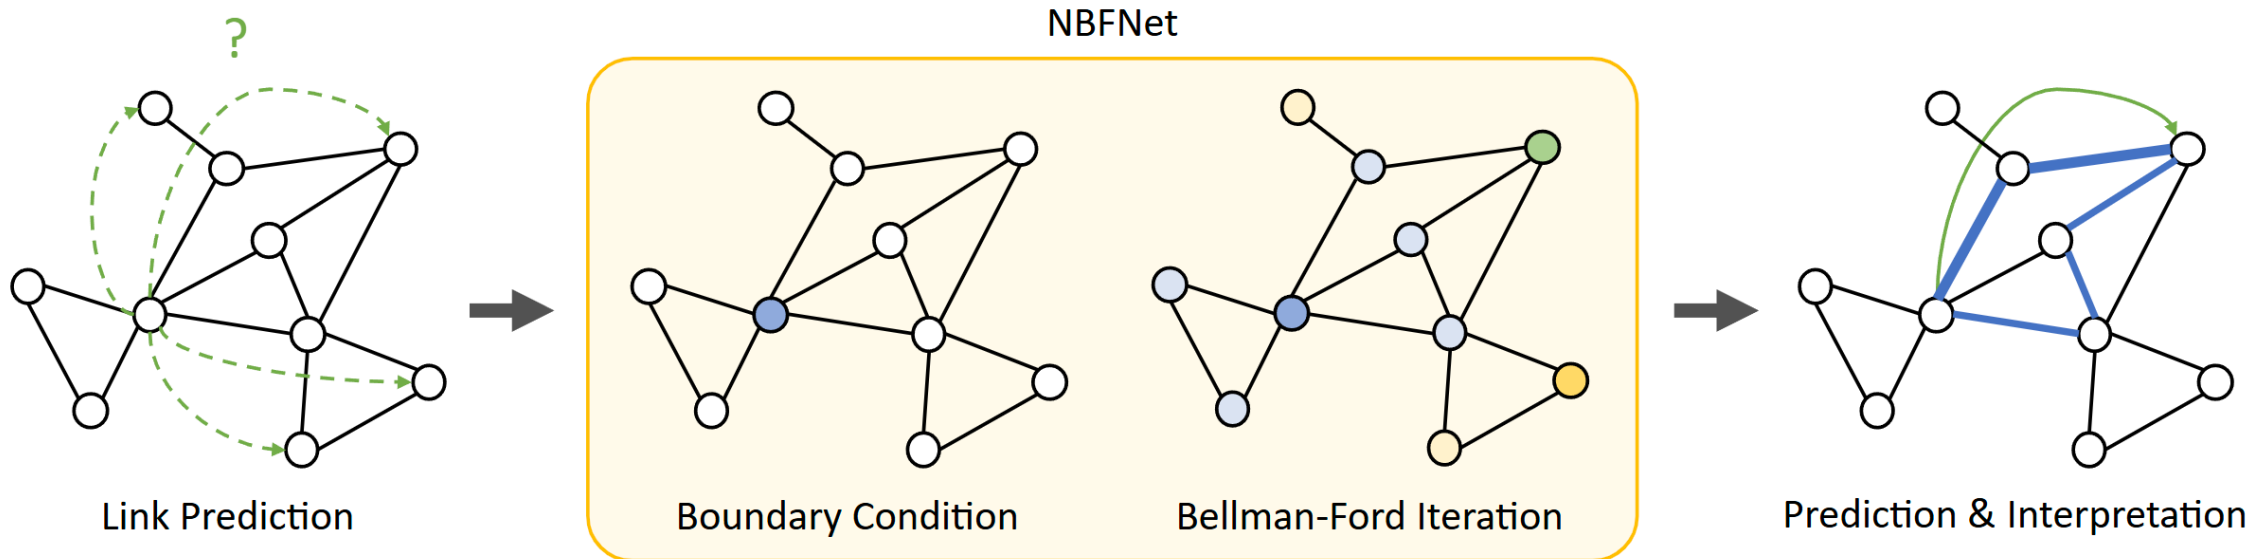 ?
NBFNet
Link Prediction
Boundary Condition
Bellman-Ford Iteration
Prediction & Interpretation